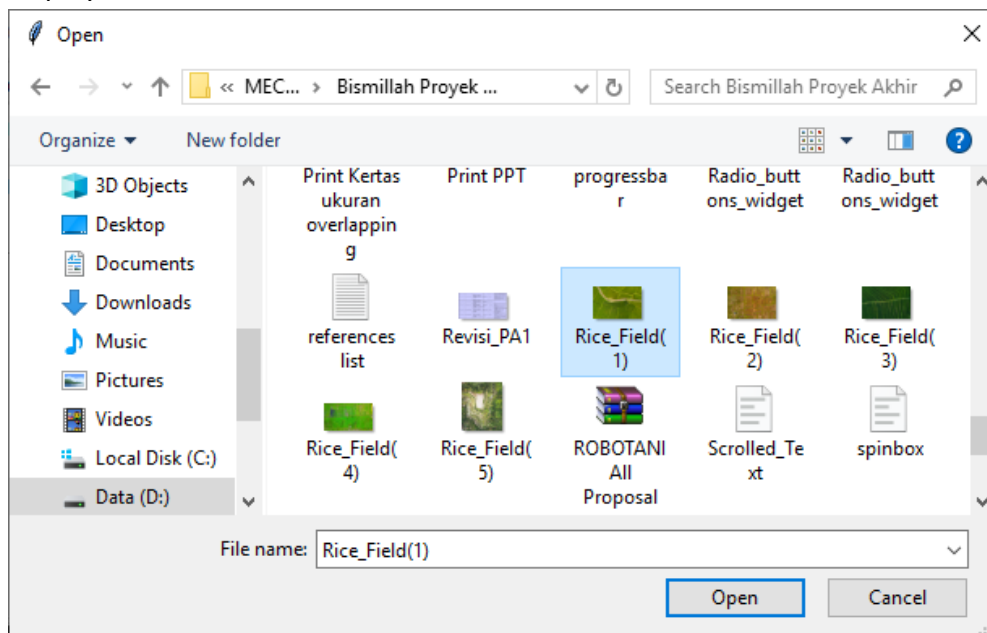 Open
« MEC... › Bismillah Proyek ...
Search Bismillah Proyek Akhir
Organize
New folder
3D Objects
Desktop
Documents
Downloads
Music
Pictures
Videos
Local Disk (C:)
Data (D:)
Print Kertas
ukuran
overlappin
g
Print PPT
progressba
r
Radio_butt
ons_widget
Radio_butt
ons_widget
references
list
Revisi_PA1
Rice_Field(
1)
Rice_Field(
2)
Rice_Field(
3)
Rice_Field(
4)
Rice_Field(
5)
ROBOTANI
All
Proposal
Scrolled_Te
xt
spinbox
File name: Rice_Field(1)
Open
Cancel